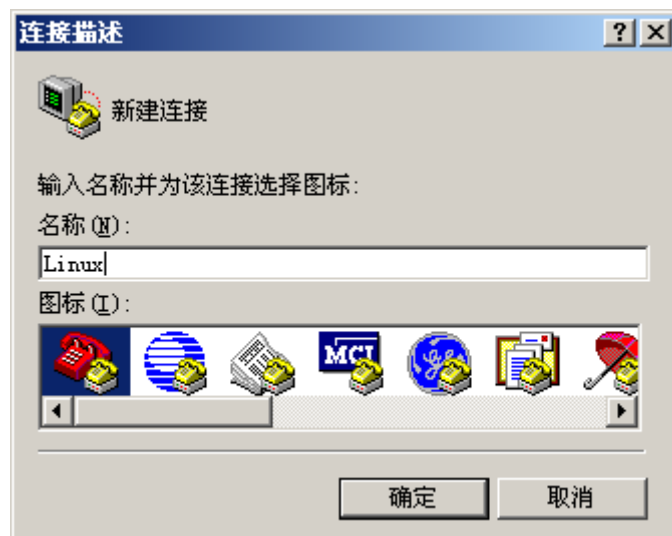 连接描述
新建连接
输入名称并为该连接选择图标:
名称(N):
Linux
图标(I):
MCI
确定 取消